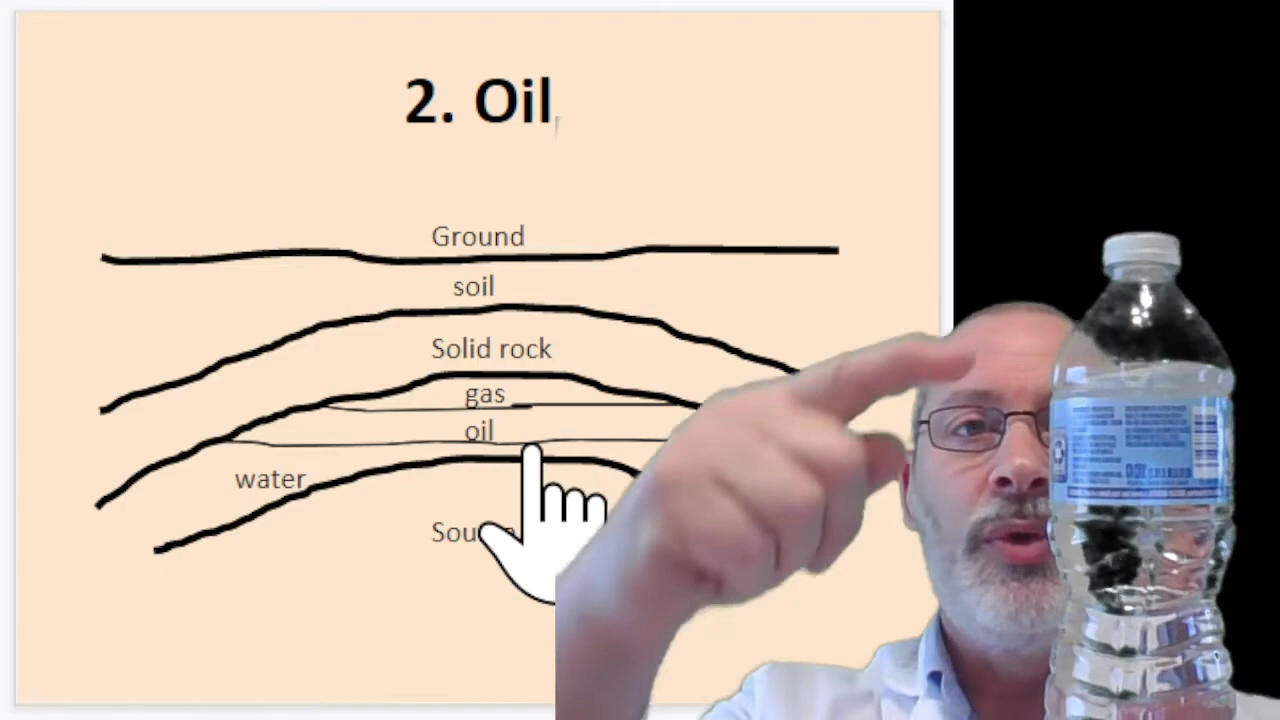 2. Oil
Ground
soil
Solid rock
gas
oil
water